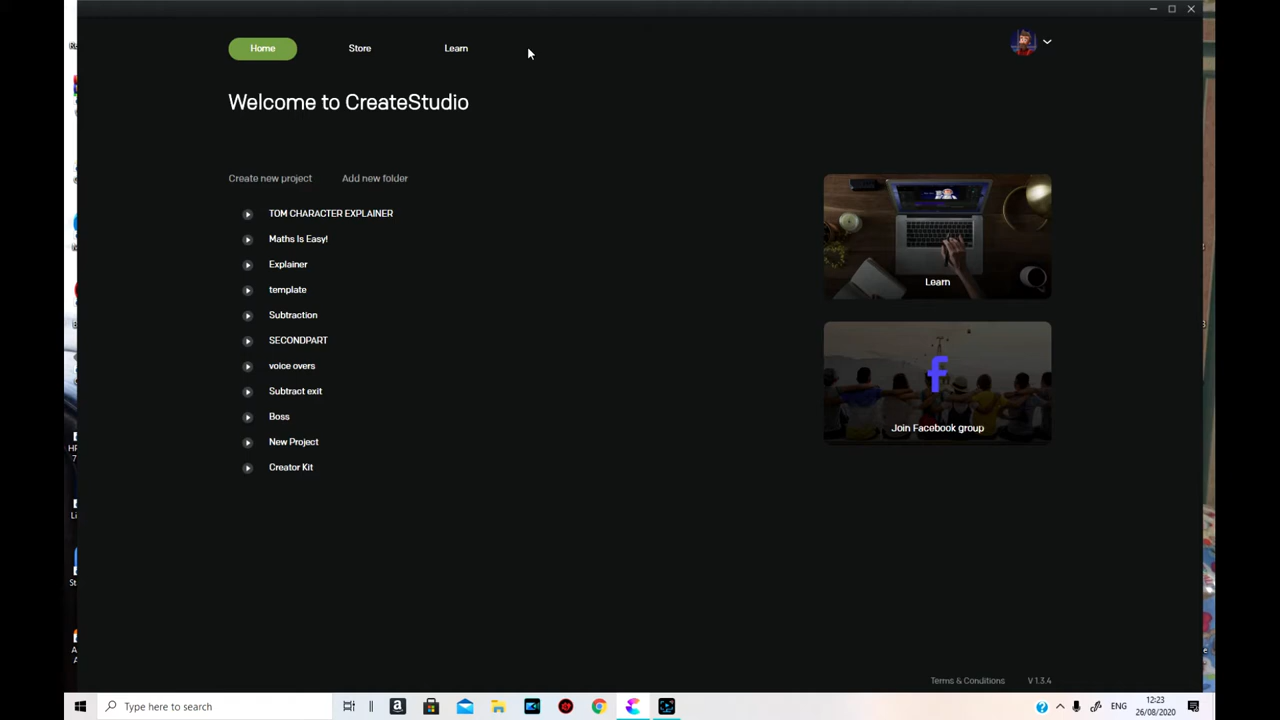 Home
Store
Learn
Welcome to CreateStudio
Create new project
Add new folder
TOM CHARACTER EXPLAINER
Maths Is Easy!
Explainer
template
Subtraction
SECONDPART
voice overs
Subtract exit
Boss
New Project
Creator Kit
Learn
f
Join Facebook group
Terms & Conditions
V 1.3.4
Type here to search
ENG
12:23
26/08/2020